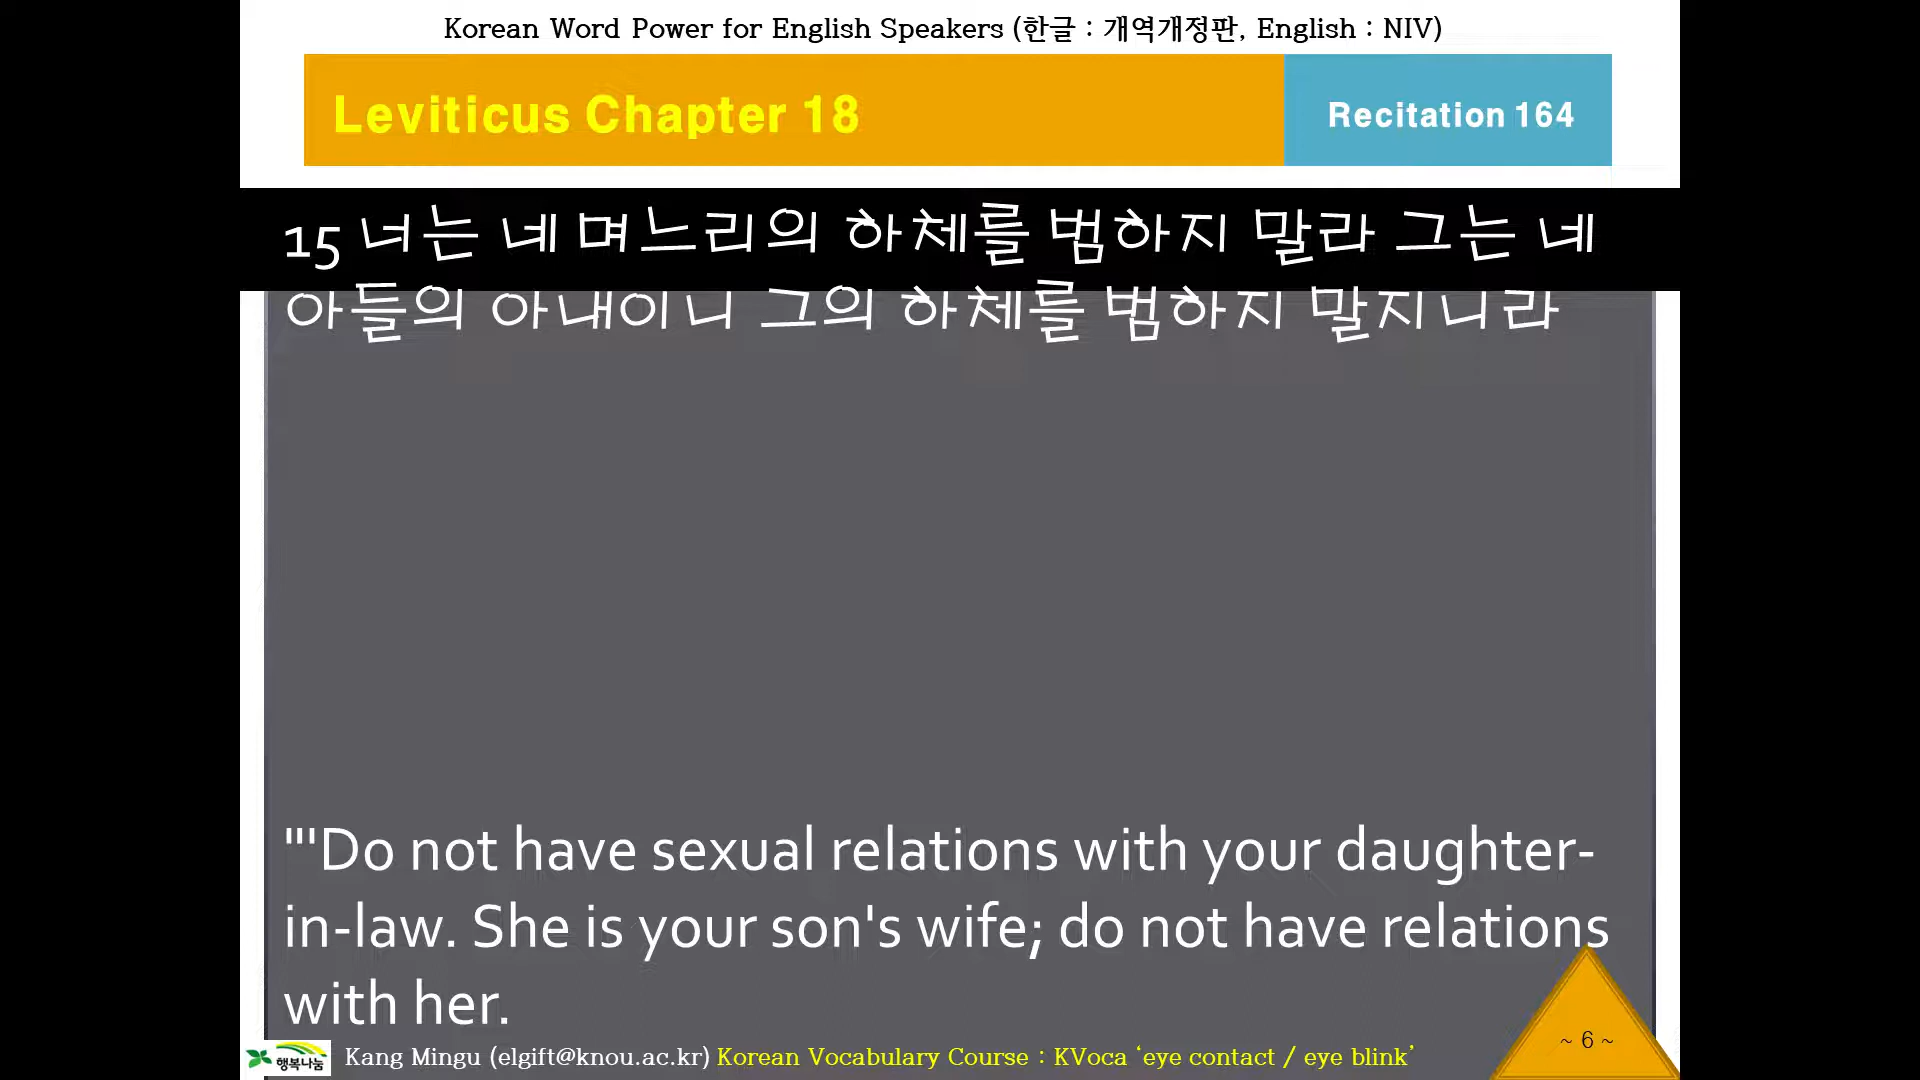 Korean Word Power for English Speakers (한글 : 개역개정판, English : NIV)
Leviticus Chapter 18
Recitation 164
15 너는 네 며느리의 하체를 범하지 말라 그는 네
아들의 아내이니 그의 하체를 범하지 말지니라
"'Do not have sexual relations with your daughter-
in-law. She is your son's wife; do not have relations
with her.
~ 6 ~
행복나눔
Kang Mingu (elgift@knou.ac.kr) Korean Vocabulary Course : KVoca ‘eye contact / eye blink’